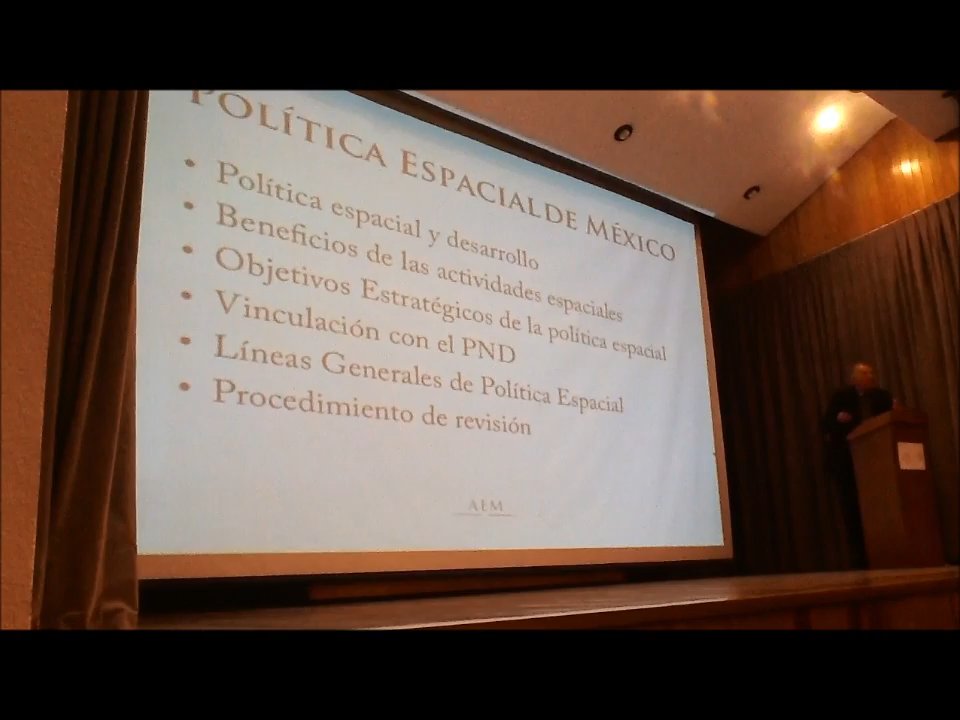 POLÍTICA ESPACIAL DE MÉXICO
• Política espacial y desarrollo
• Beneficios de las actividades espaciales
• Objetivos Estratégicos de la política espacial
• Vinculación con el PND
• Líneas Generales de Política Espacial
• Procedimiento de revisión
AEM